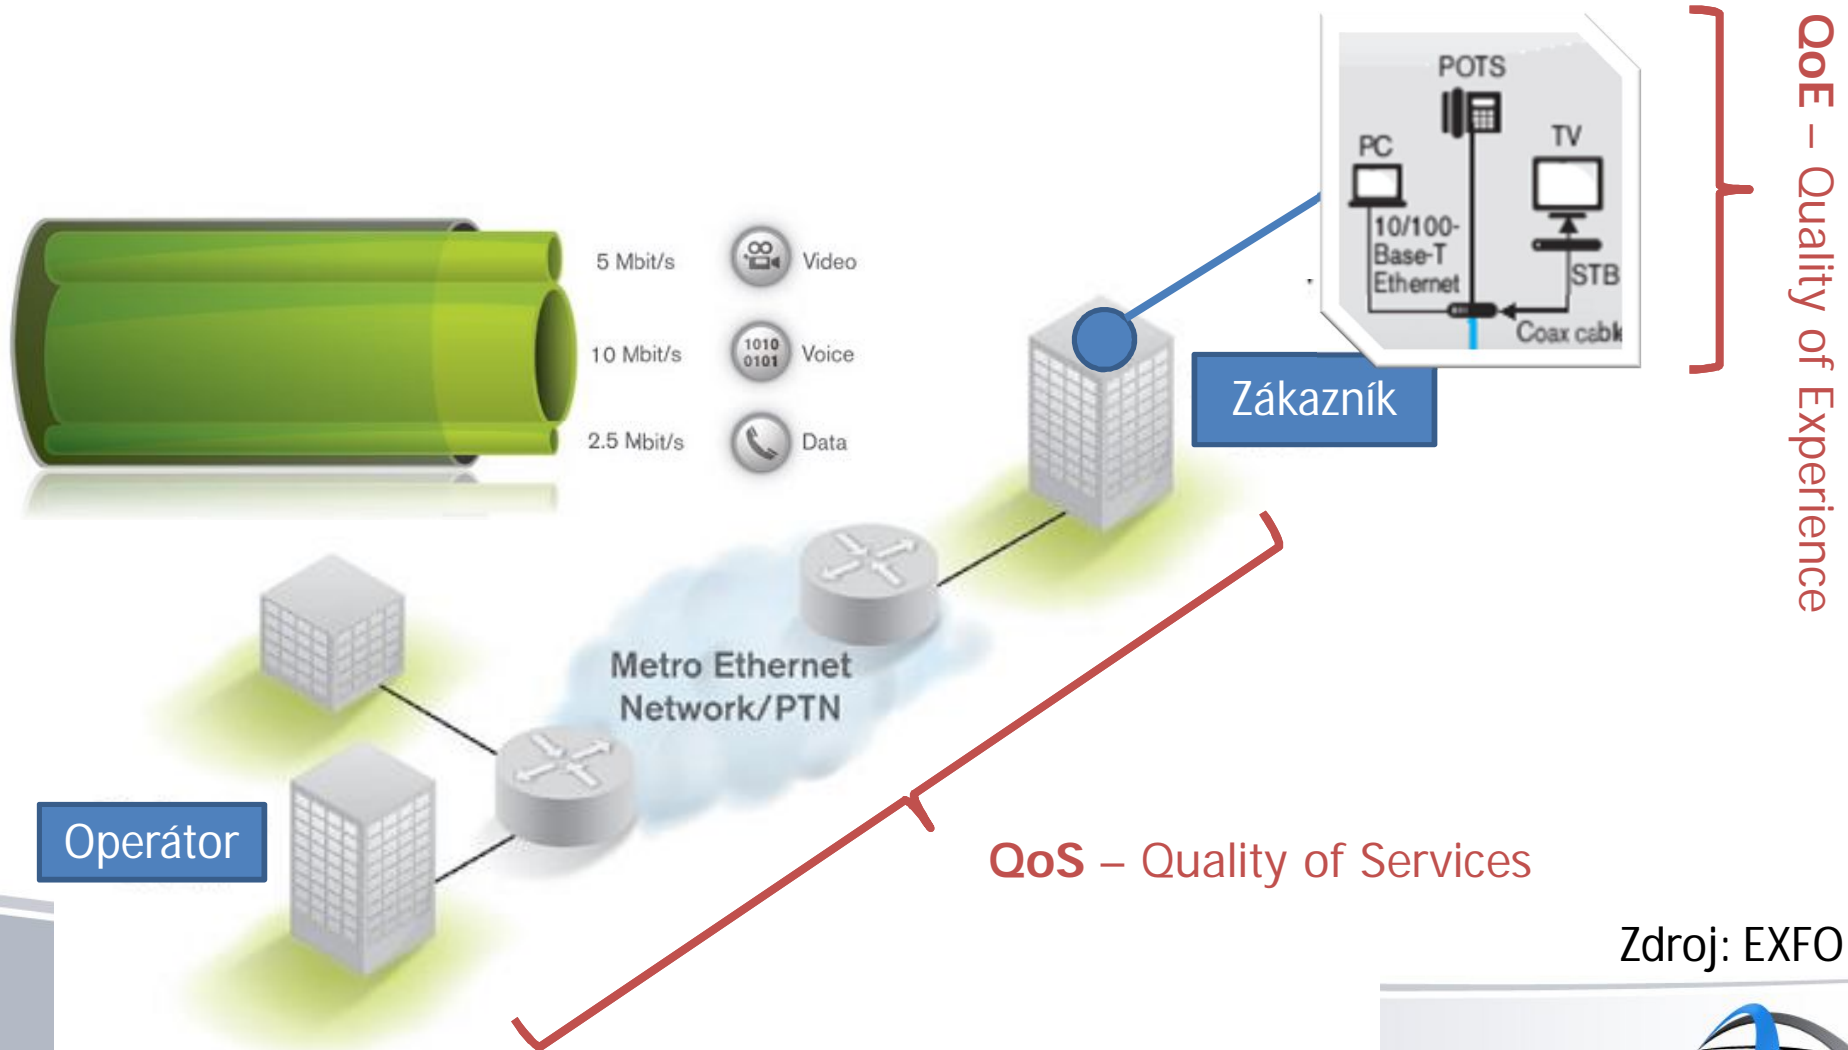 POTS
PC
TV
10/100-
Base-T
Ethernet
STB
Coax cable
QoE – Quality of Experience
5 Mbit/s
Video
10 Mbit/s
1010
0101
Voice
2.5 Mbit/s
Data
Zákazník
Metro Ethernet
Network/PTN
Operátor
QoS – Quality of Services
Zdroj: EXFO